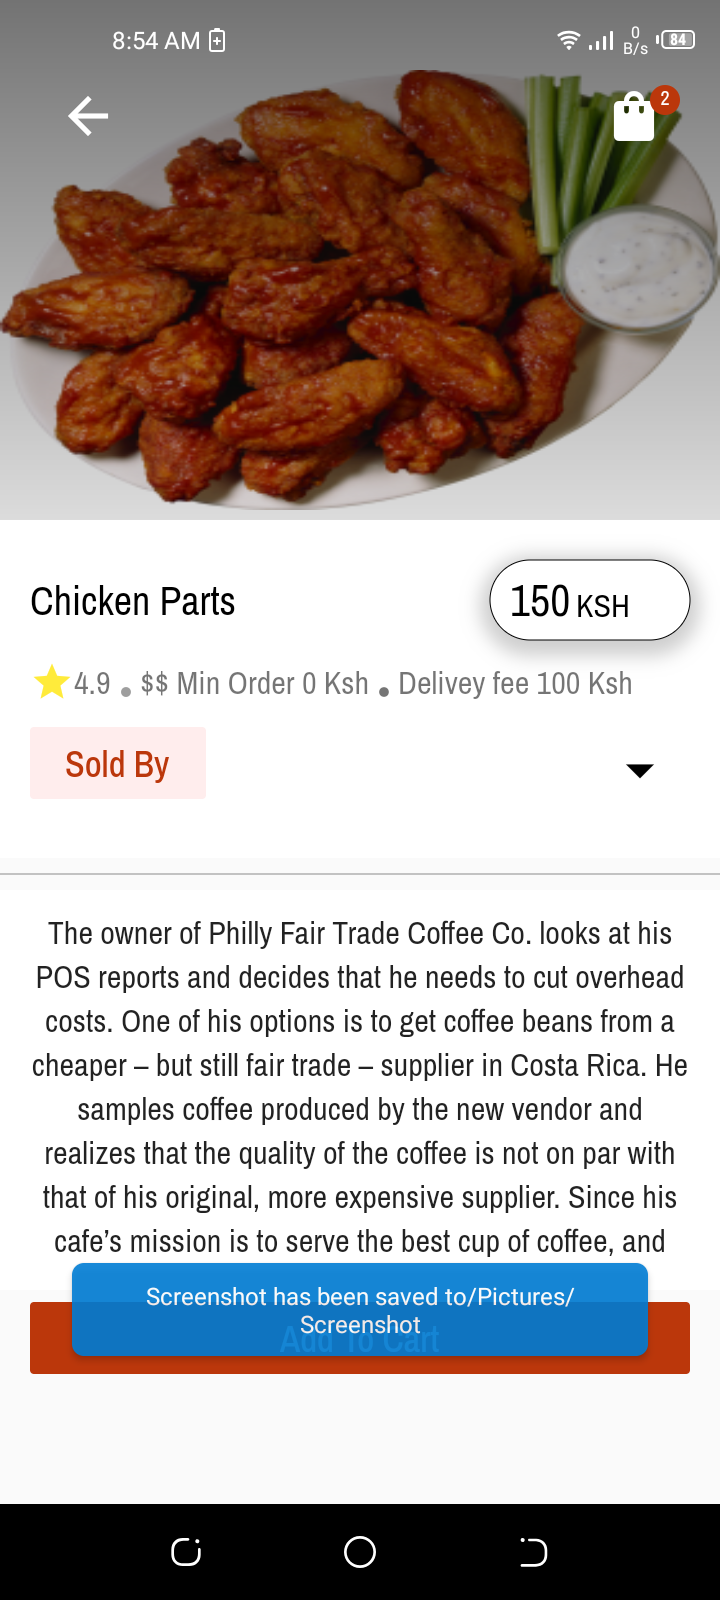 8:54 AM
0
B/s
84
2
Chicken Parts
150 KSH
4.9 . $$ Min Order 0 Ksh . Delivey fee 100 Ksh
Sold By
The owner of Philly Fair Trade Coffee Co. looks at his
POS reports and decides that he needs to cut overhead
costs. One of his options is to get coffee beans from a
cheaper – but still fair trade – supplier in Costa Rica. He
samples coffee produced by the new vendor and
realizes that the quality of the coffee is not on par with
that of his original, more expensive supplier. Since his
cafe’s mission is to serve the best cup of coffee, and
Screenshot has been saved to/Pictures/
Screenshot
Add To Cart